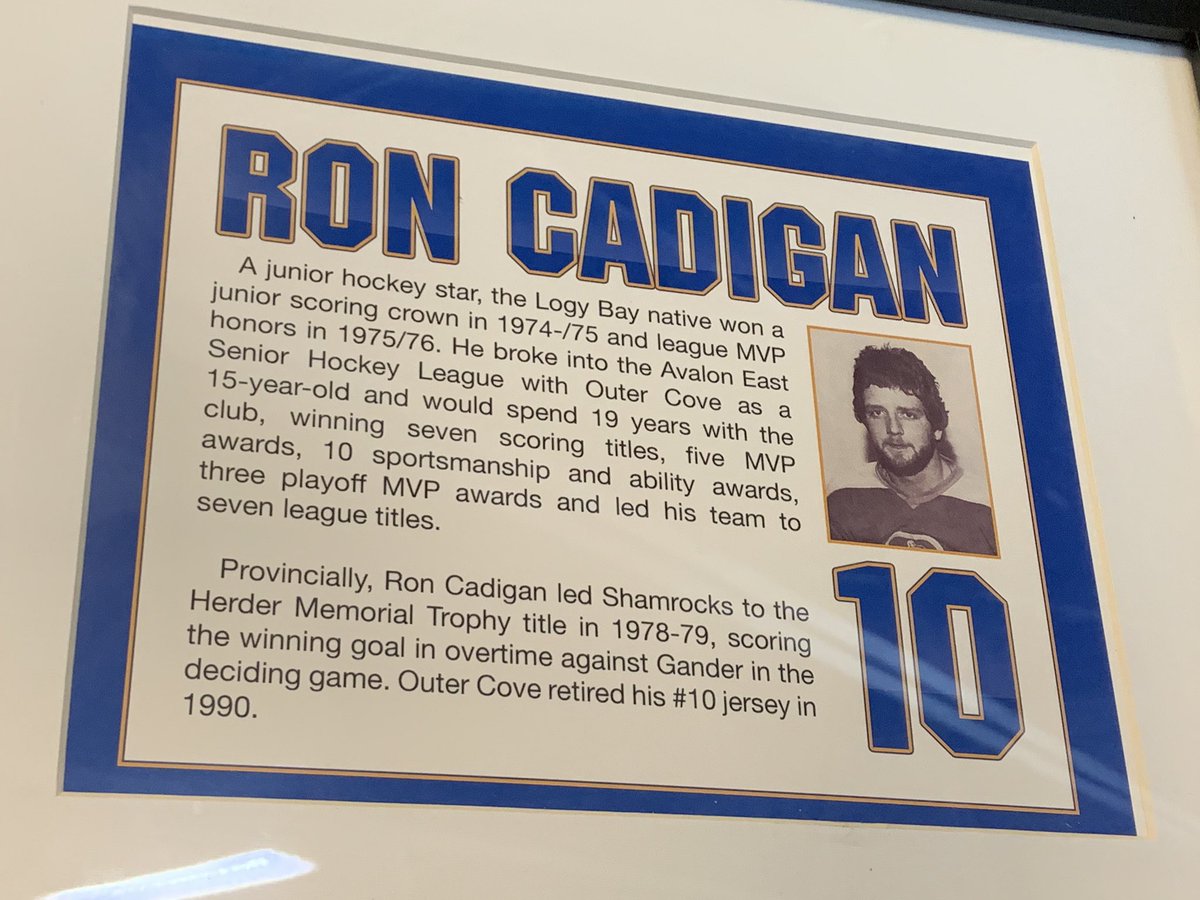 RON CADIGAN
A junior hockey star, the Logy Bay native won a
junior scoring crown in 1974-/75 and league MVP
honors in 1975/76. He broke into the Avalon East
Senior Hockey League with Outer Cove as a
15-year-old and would spend 19 years with the
club, winning seven scoring titles, five MVP
awards, 10 sportsmanship and ability awards,
three playoff MVP awards and led his team to
seven league titles.
Provincially, Ron Cadigan led Shamrocks to the
Herder Memorial Trophy title in 1978-79, scoring
the winning goal in overtime against Gander in the
deciding game. Outer Cove retired his #10 jersey in
1990.
10